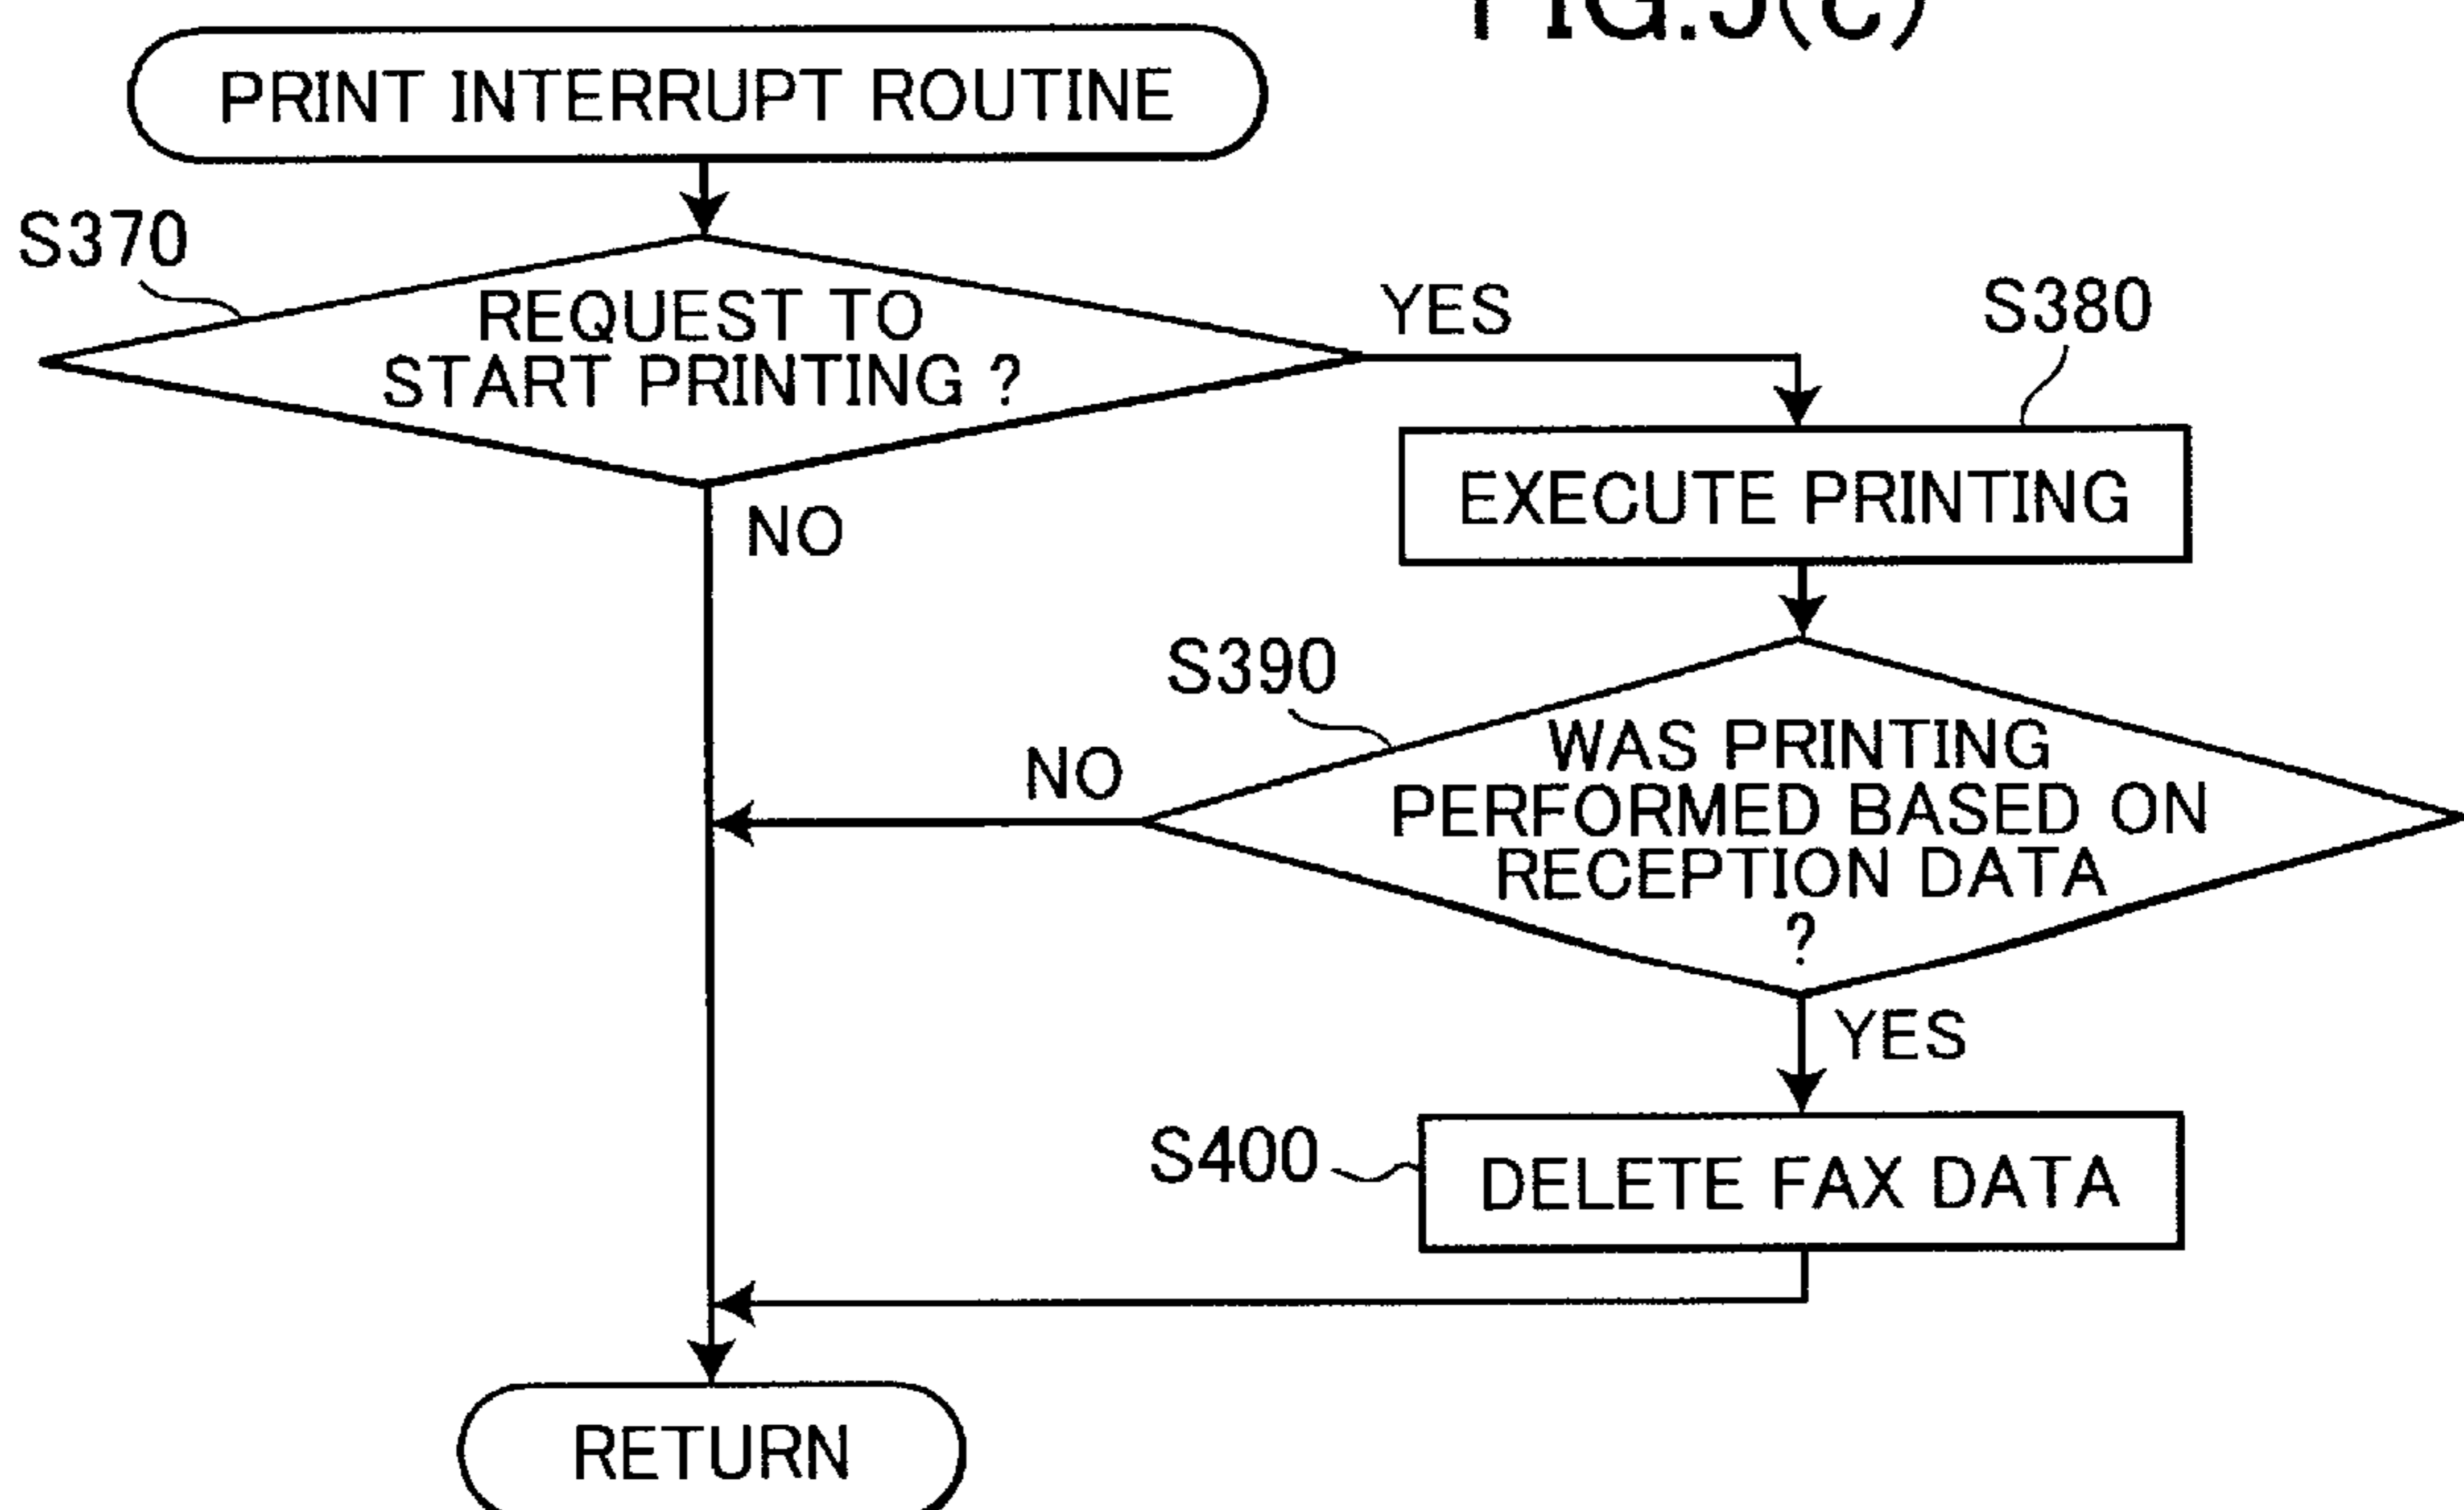 PRINT INTERRUPT ROUTINE
S370
REQUEST TO
START PRINTING ?
YES
S380
EXECUTE PRINTING
NO
S390
WAS PRINTING
PERFORMED BASED ON
RECEPTION DATA
?
NO
YES
S400
DELETE FAX DATA
RETURN